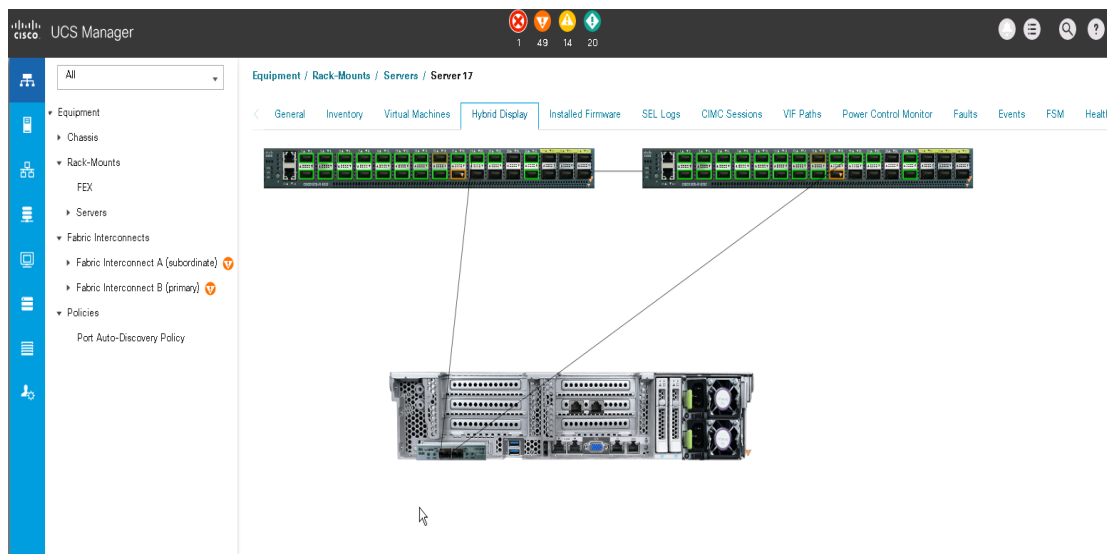 cisco UCS Manager
1 49 14 20
?
All
Equipment / Rack-Mounts / Servers / Server 17
General Inventory Virtual Machines Hybrid Display Installed Firmware SEL Logs CIMC Sessions VIF Paths Power Control Monitor Faults Events FSM Healt
Equipment
Chassis
Rack-Mounts
FEX
Servers
Fabric Interconnects
Fabric Interconnect A (subordinate)
Fabric Interconnect B (primary)
Policies
Port Auto-Discovery Policy